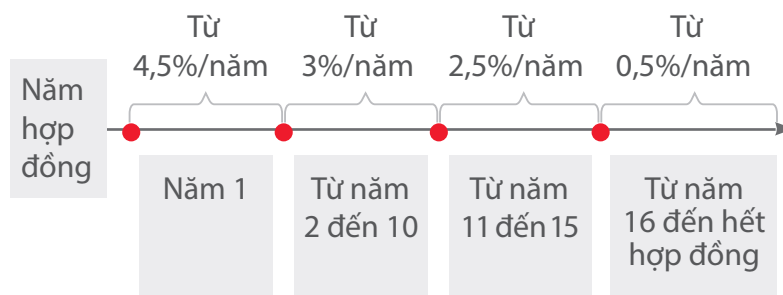 Từ
4,5%/năm
Từ
3%/năm
Từ
2,5%/năm
Từ
0,5%/năm
Năm
hợp
đồng
Năm 1
Từ năm
2 đến 10
Từ năm
11 đến 15
Từ năm
16 đến hết
hợp đồng